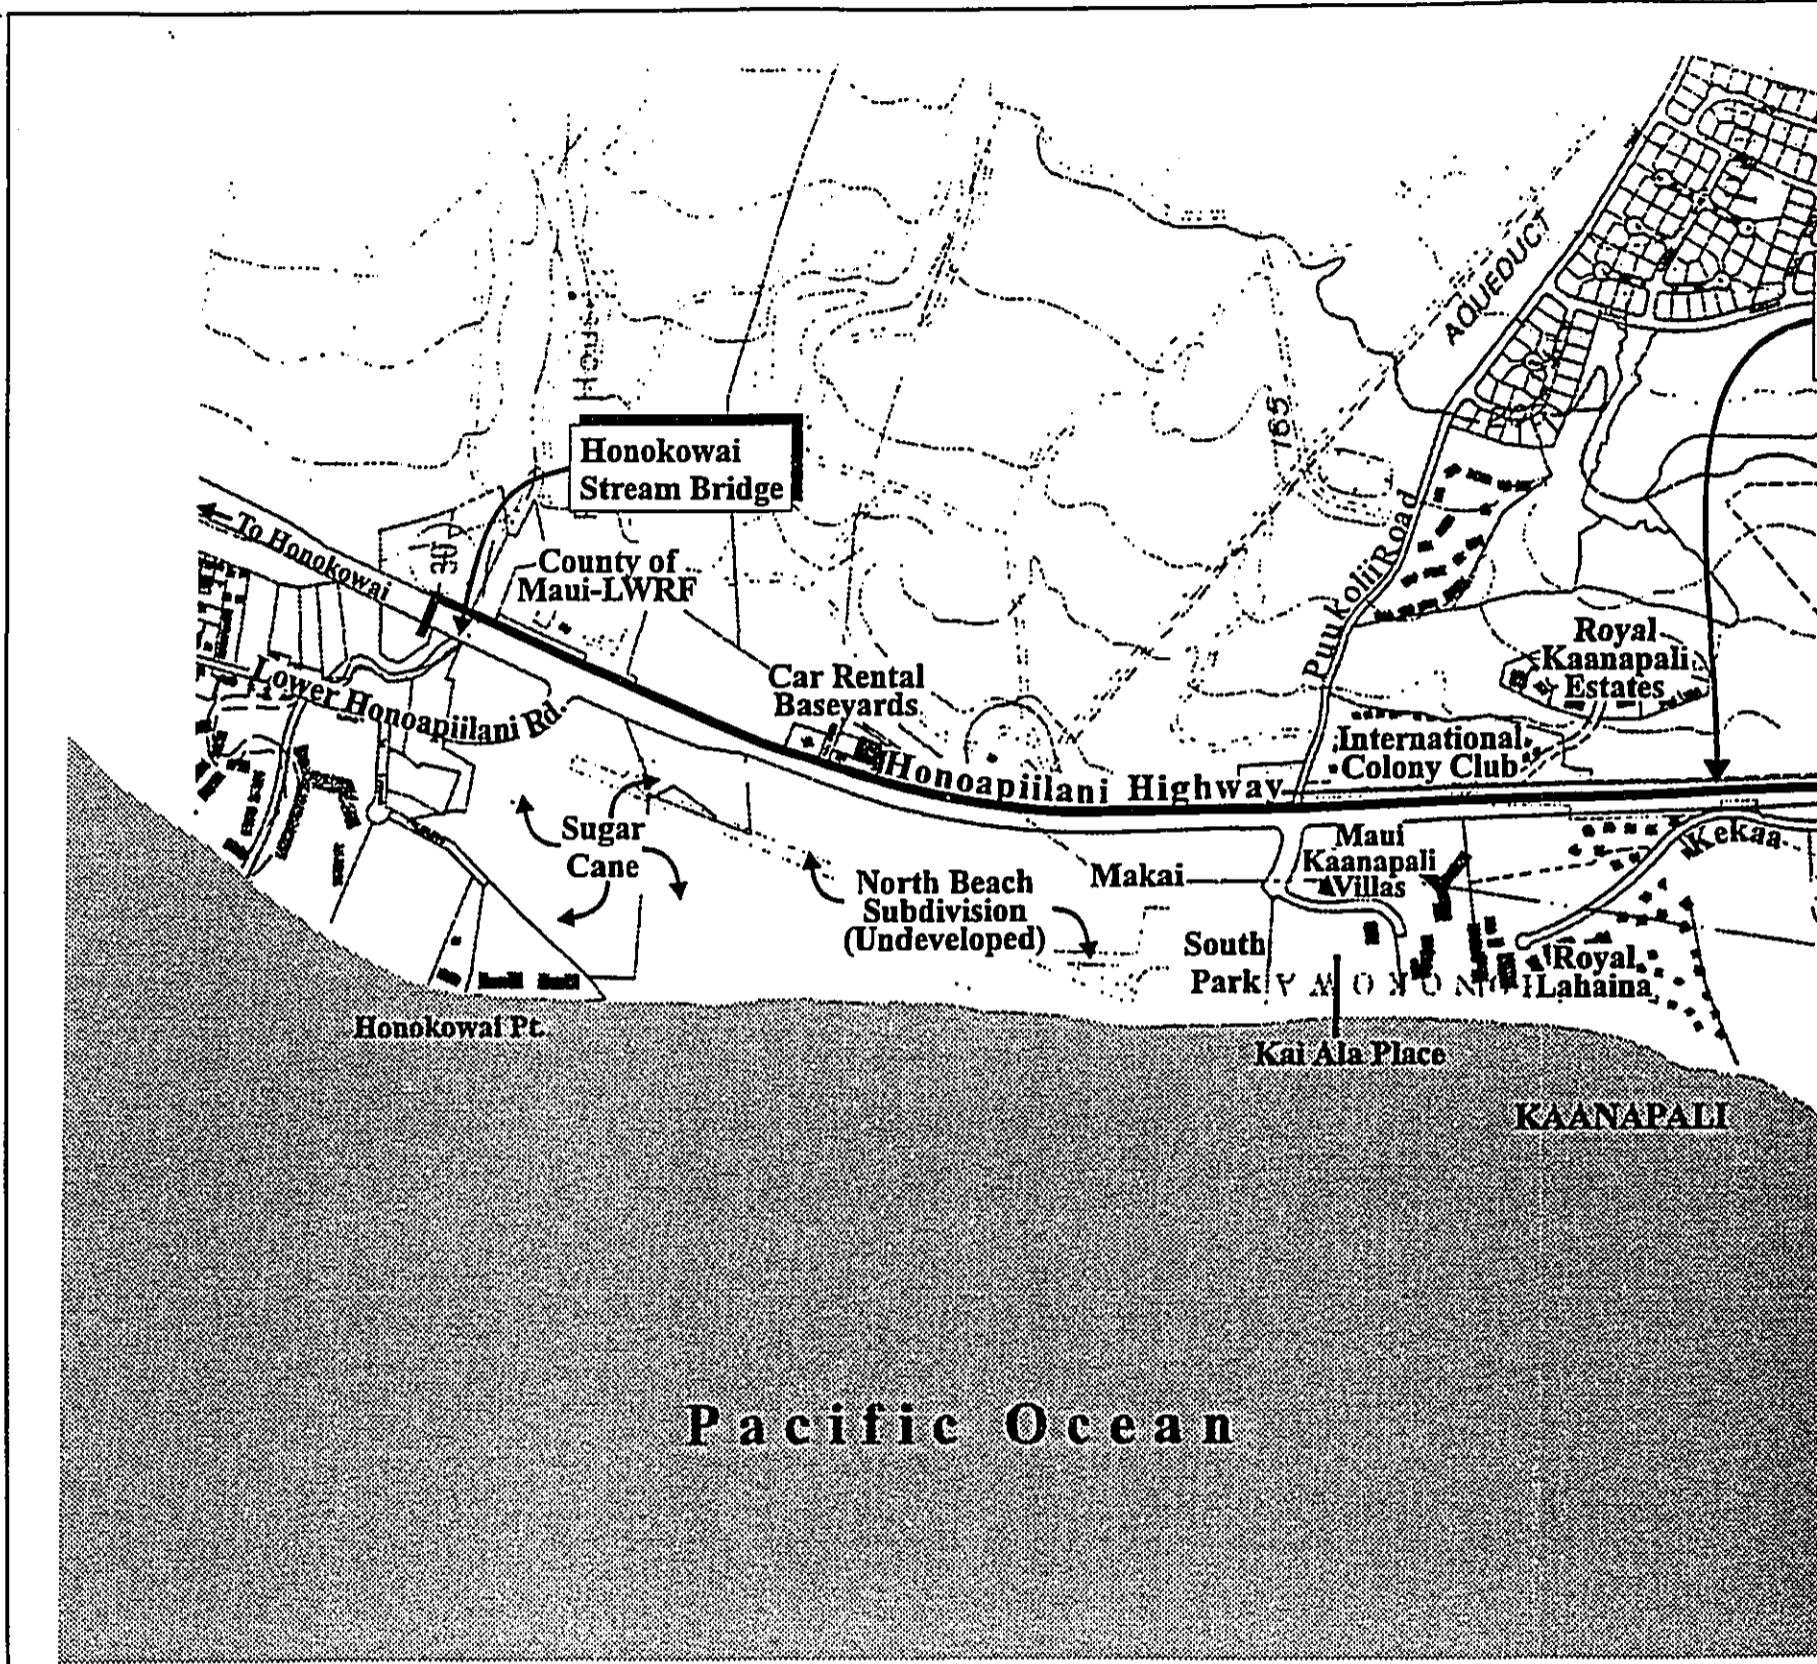 AQUEDUCT
165
Honokowai
Stream Bridge
30
To Honokowai
County of
Maui-LWRF
Puukolii Road
Royal
Kaanapali
Estates
Car Rental
Baseyards
Lower Honoapiilani Rd.
International
Colony Club
Honoapiilani Highway
Sugar
Cane
Maui
Kaanapali
Villas
Kekaa
Makai
North Beach
Subdivision
(Undeveloped)
South
Park
Royal
Lahaina
HONOKOWAI
Honokowai Pt.
Kai Ala Place
KAANAPALI
Pacific Ocean